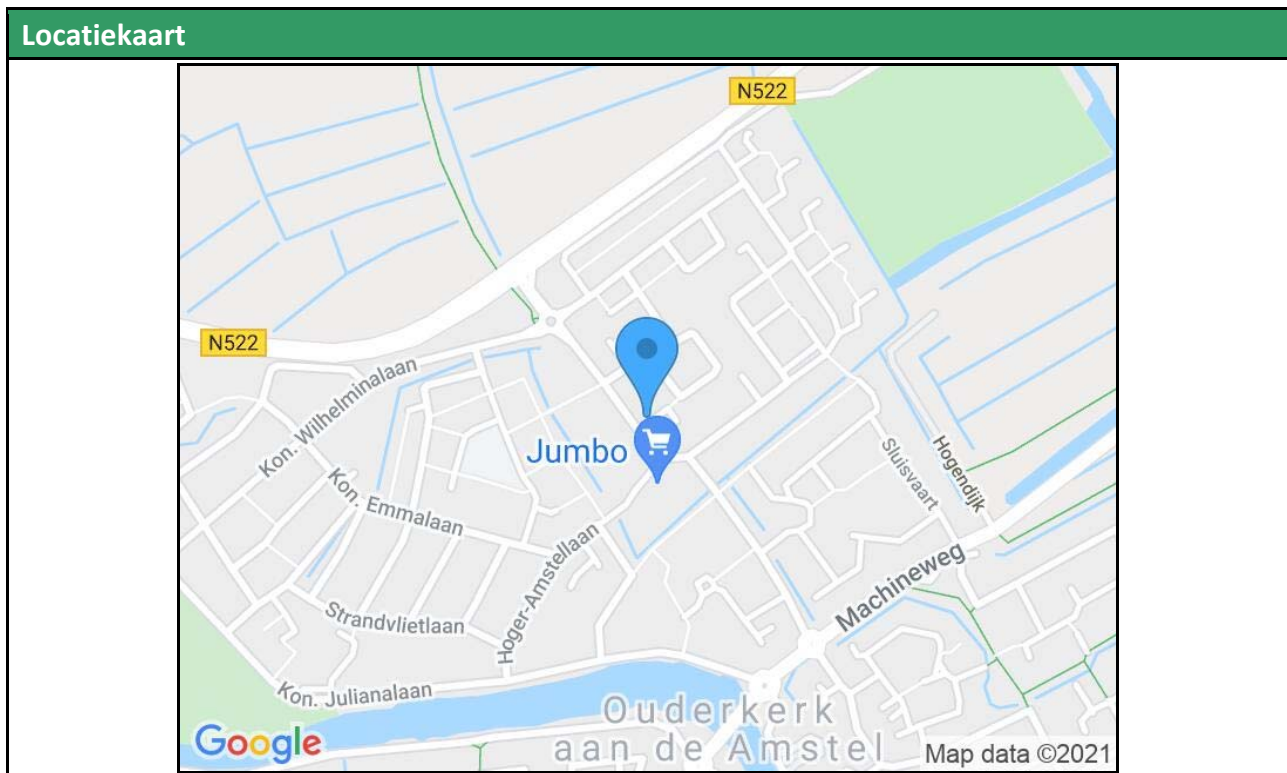 Locatiekaart
N522
N522
Kon. Wilhelminalaan
Jumbo
Kon. Emmalaan
Sluisvaart
Hogendijk
Hoger-Amstellaan
Machineweg
Strandvlietlaan
Kon. Julianalaan
Ouderkerk
aan de Amstel
Google
Map data ©2021